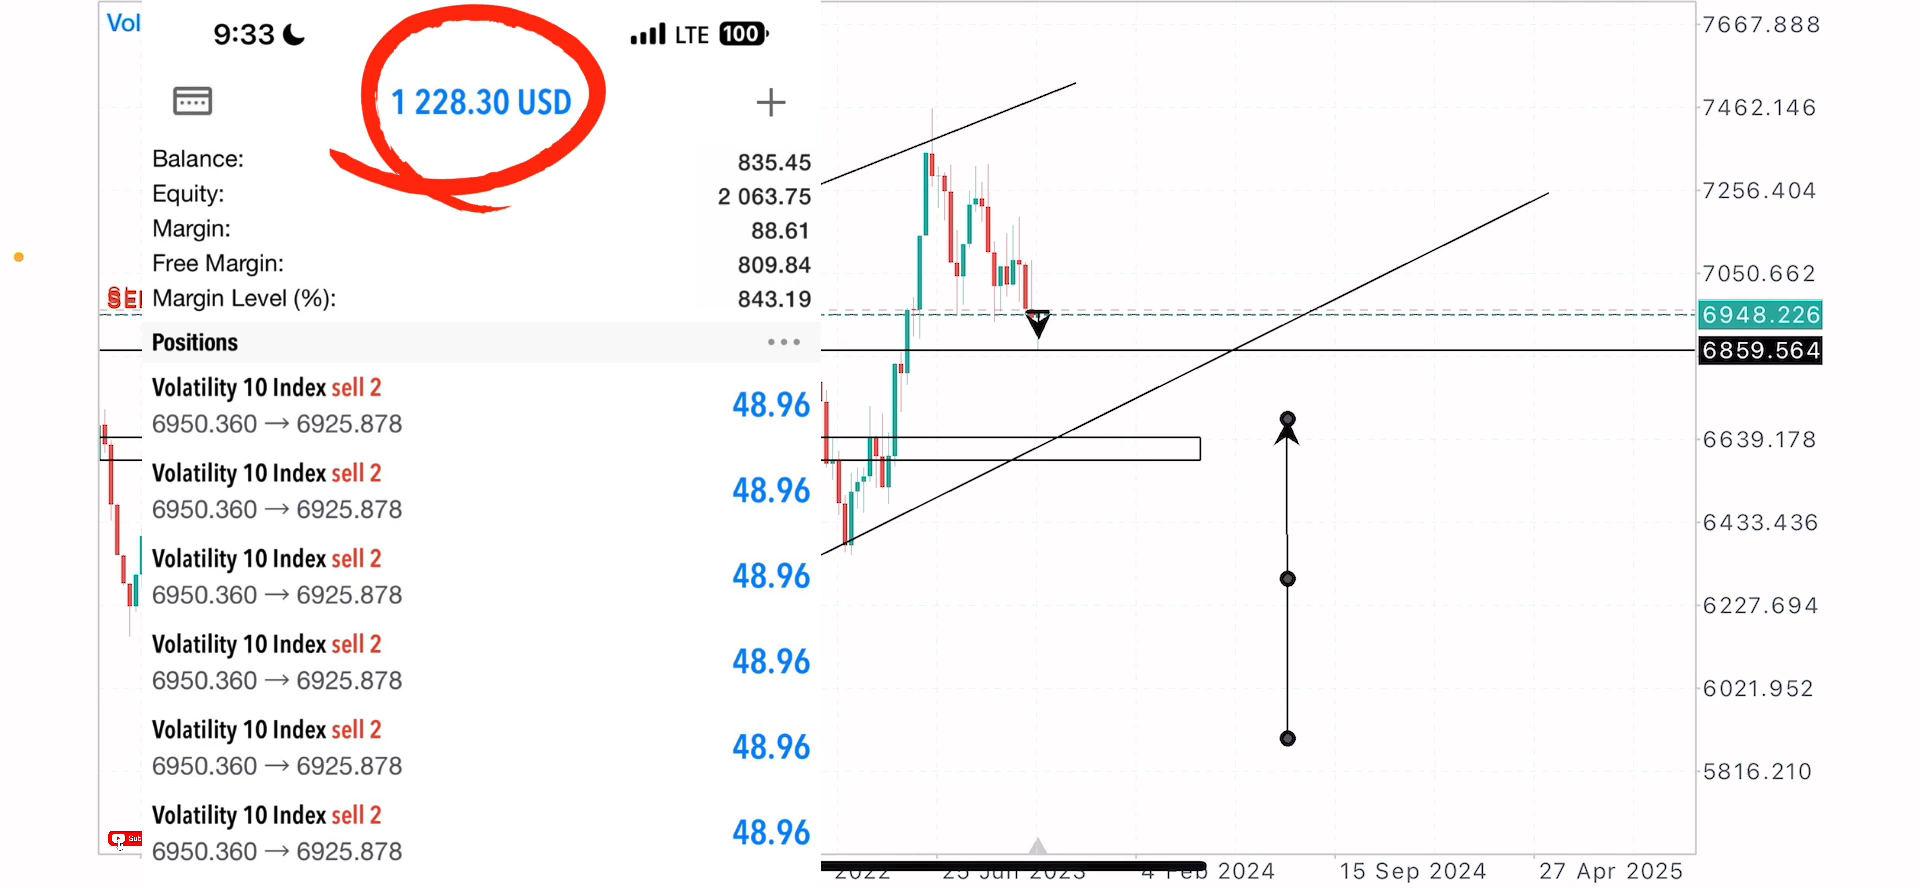 Vol
9:33
LTE 100
1 228.30 USD
Balance: 835.45
Equity: 2 063.75
Margin: 88.61
Free Margin: 809.84
Margin Level (%): 843.19
Positions
Volatility 10 Index sell 2
6950.360 → 6925.878
48.96
Volatility 10 Index sell 2
6950.360 → 6925.878
48.96
Volatility 10 Index sell 2
6950.360 → 6925.878
48.96
Volatility 10 Index sell 2
6950.360 → 6925.878
48.96
Volatility 10 Index sell 2
6950.360 → 6925.878
48.96
Volatility 10 Index sell 2
6950.360 → 6925.878
48.96
7667.888
7462.146
7256.404
7050.662
6948.226
6859.564
6639.178
6433.436
6227.694
6021.952
5816.210
2022
25 Jun 2023
4 Feb 2024
15 Sep 2024
27 Apr 2025